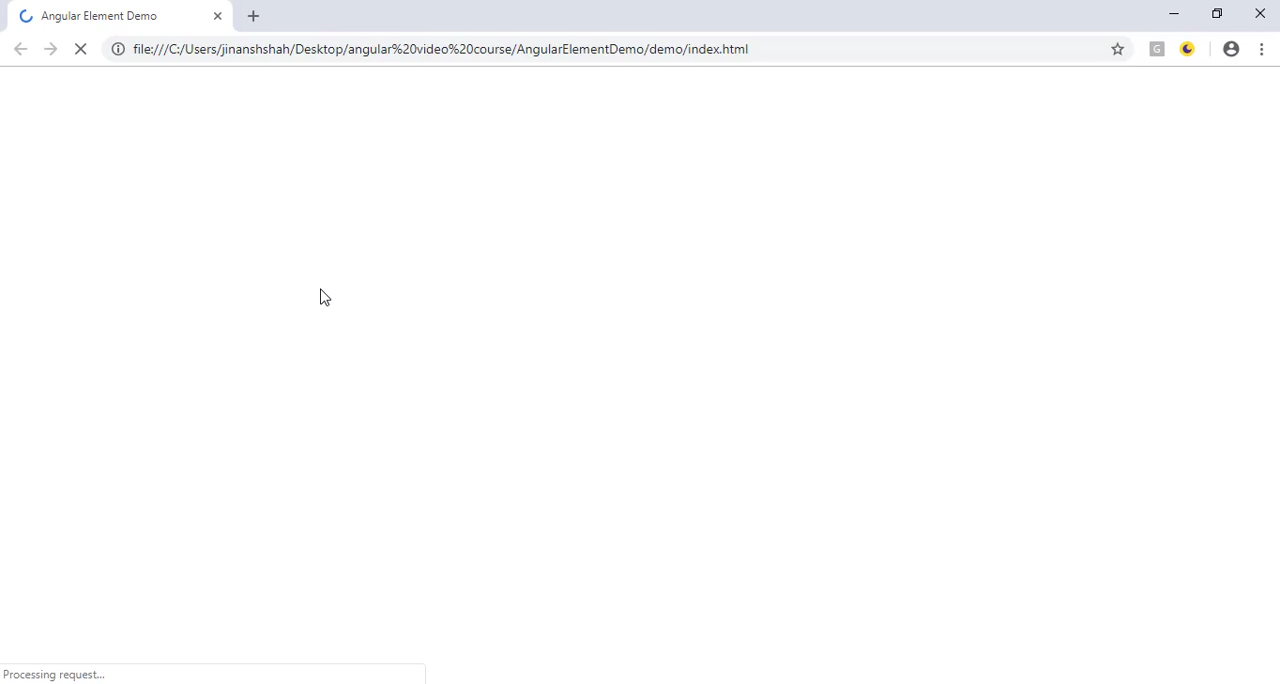 Angular Element Demo
file:///C:/Users/jinanshshah/Desktop/angular%20video%20course/AngularElementDemo/demo/index.html
G
Processing request...